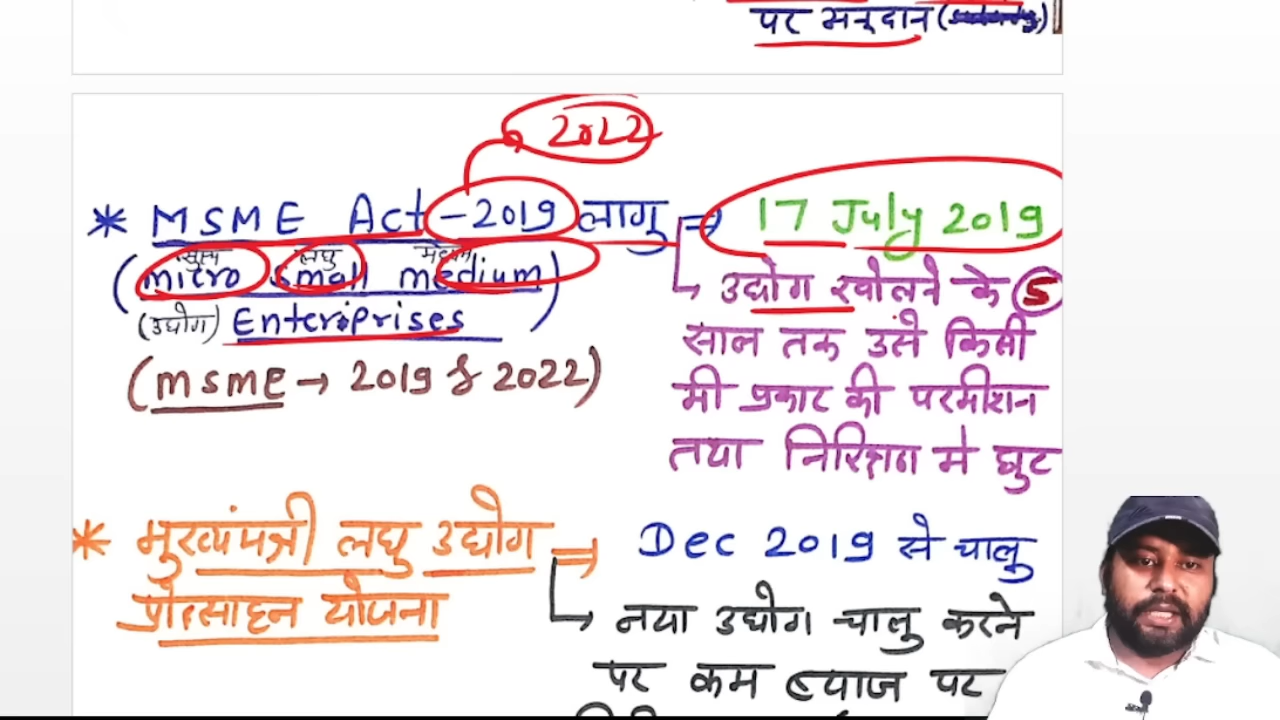 पर अनुदान (
2022
* MSME Act - 2019 लागु ⇒ 17 July 2019
सुक्ष्म लघु मध्यम
(micro small medium
(उद्योग) Enterprises)
(MSME → 2019 & 2022)
उद्योग खोलने के 5
साल तक उसे किसी
भी प्रकार की परमीशन
तथा निरिक्षण मे छुट
* मुख्यमंत्री लघु उद्योग
प्रोत्साहन योजना
⇒ Dec 2019 से चालु
नया उद्योग चालु करने
पर कम ब्याज पर